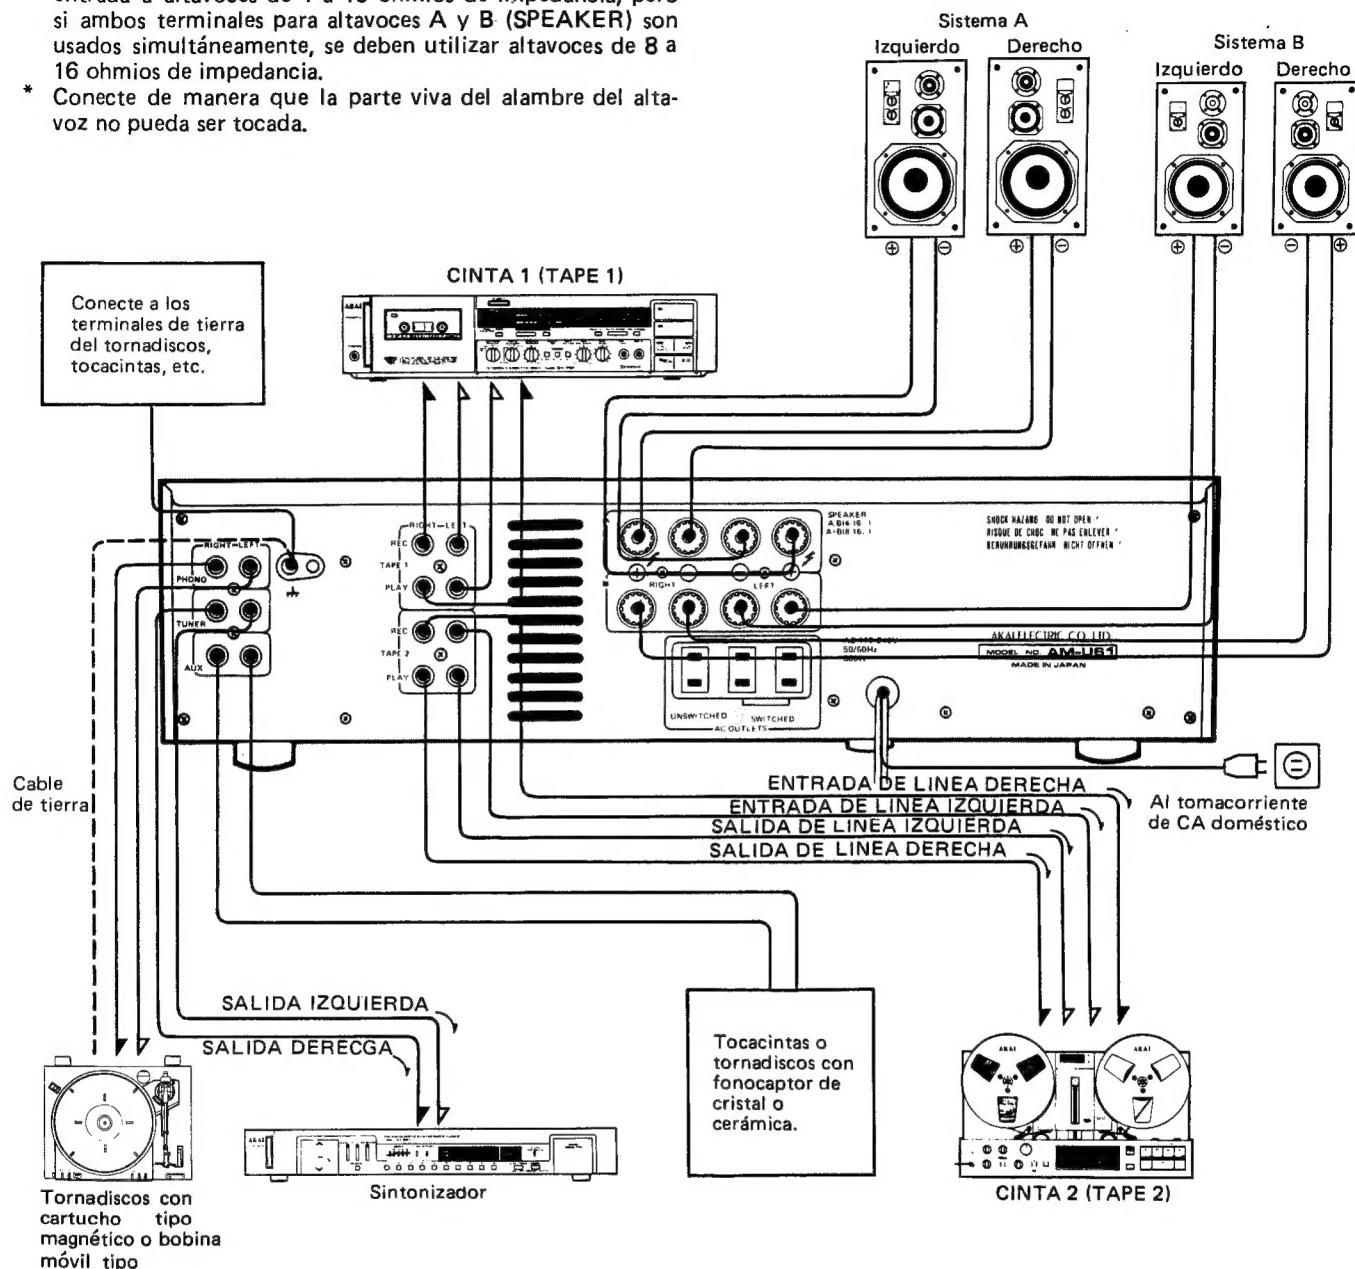 si ambos terminales para altavoces A y B (SPEAKER) son
usados simultáneamente, se deben utilizar altavoces de 8 a
16 ohmios de impedancia.
* Conecte de manera que la parte viva del alambre del alta-
voz no pueda ser tocada.
Sistema A
Izquierdo Derecho
Sistema B
Izquierdo Derecho
⊕ ⊖ ⊕ ⊖ ⊕ ⊖ ⊖ ⊕
Conecte a los
terminales de tierra
del tornadiscos,
tocacintas, etc.
CINTA 1 (TAPE 1)
AKAI
RIGHT LEFT
PHONO
TUNER
AUX
RIGHT LEFT
REC
TAPE 1
PLAY
REC
TAPE 2
PLAY
SPEAKER
RIGHT LEFT
SHOCK HAZARD DO NOT OPEN
RISQUE DE CHOC NE PAS ENLEVER
BERUHRUNGSGEFAHR NICHT OFFNEN
50/60Hz
AKAI ELECTRIC CO. LTD.
MODEL NO. AM-U61
MADE IN JAPAN
UNSWITCHED SWITCHED
AC OUTLETS
Cable
de tierra
ENTRADA DE LINEA DERECHA
ENTRADA DE LINEA IZQUIERDA
SALIDA DE LINEA IZQUIERDA
SALIDA DE LINEA DERECHA
Al tomacorriente
de CA doméstico
SALIDA IZQUIERDA
SALIDA DERECGA
Tocacintas o
tornadiscos con
fonocaptor de
cristal o
cerámica.
Tornadiscos con
cartucho tipo
magnético o bobina
móvil tipo
AKAI
Sintonizador
AKAI AKAI
CINTA 2 (TAPE 2)